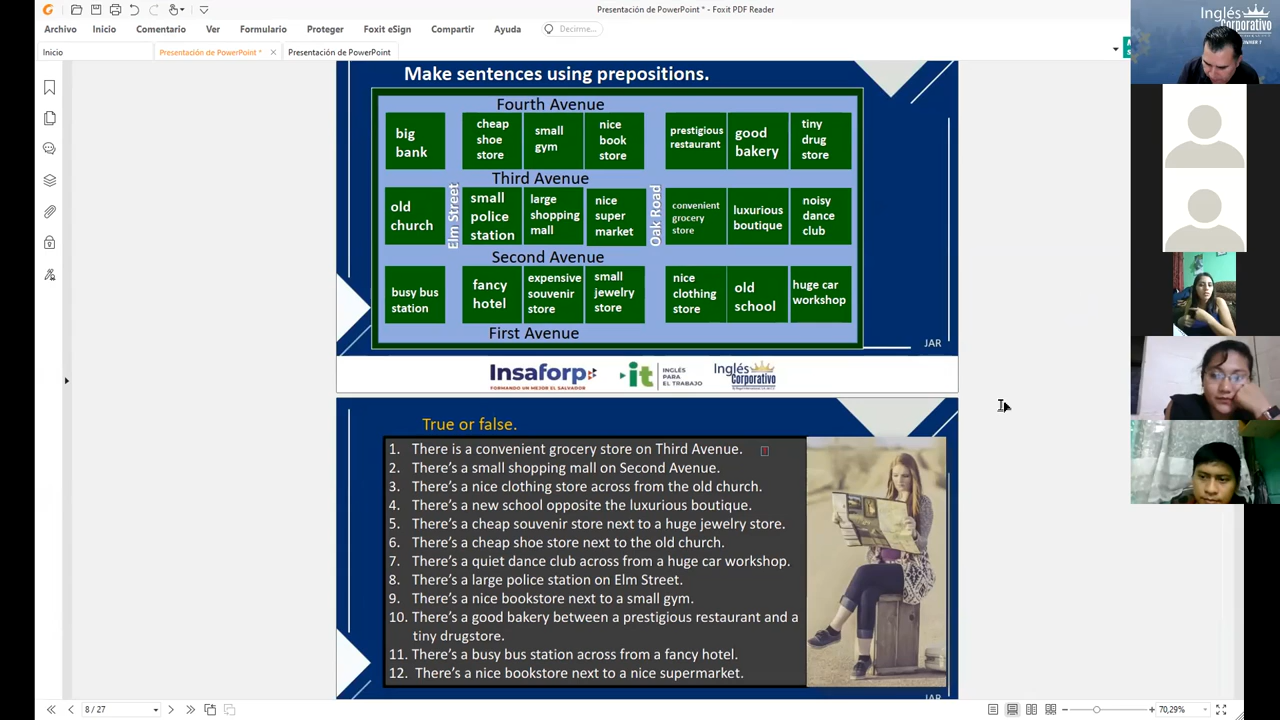 Presentación de PowerPoint * - Foxit PDF Reader
Archivo Inicio Comentario Ver Formulario Proteger Foxit eSign Compartir Ayuda Decirme...
Inicio Presentación de PowerPoint * × Presentación de PowerPoint
Inglés
Corporativo
Make sentences using prepositions.
Fourth Avenue
big
bank
cheap
shoe
store
small
gym
nice
book
store
prestigious
restaurant
good
bakery
tiny
drug
store
Third Avenue
old
church
Elm Street
small
police
station
large
shopping
mall
nice
super
market
Oak Road
convenient
grocery
store
luxurious
boutique
noisy
dance
club
Second Avenue
busy bus
station
fancy
hotel
expensive
souvenir
store
small
jewelry
store
nice
clothing
store
old
school
huge car
workshop
First Avenue
JAR
Insaforp
FORMANDO UN MEJOR EL SALVADOR
it INGLÉS
PARA
EL TRABAJO
Inglés
Corporativo
True or false.
1. There is a convenient grocery store on Third Avenue.
2. There's a small shopping mall on Second Avenue.
3. There's a nice clothing store across from the old church.
4. There's a new school opposite the luxurious boutique.
5. There's a cheap souvenir store next to a huge jewelry store.
6. There's a cheap shoe store next to the old church.
7. There's a quiet dance club across from a huge car workshop.
8. There's a large police station on Elm Street.
9. There's a nice bookstore next to a small gym.
10. There's a good bakery between a prestigious restaurant and a
tiny drugstore.
11. There's a busy bus station across from a fancy hotel.
12. There's a nice bookstore next to a nice supermarket.
JAR
8 / 27
70,29%